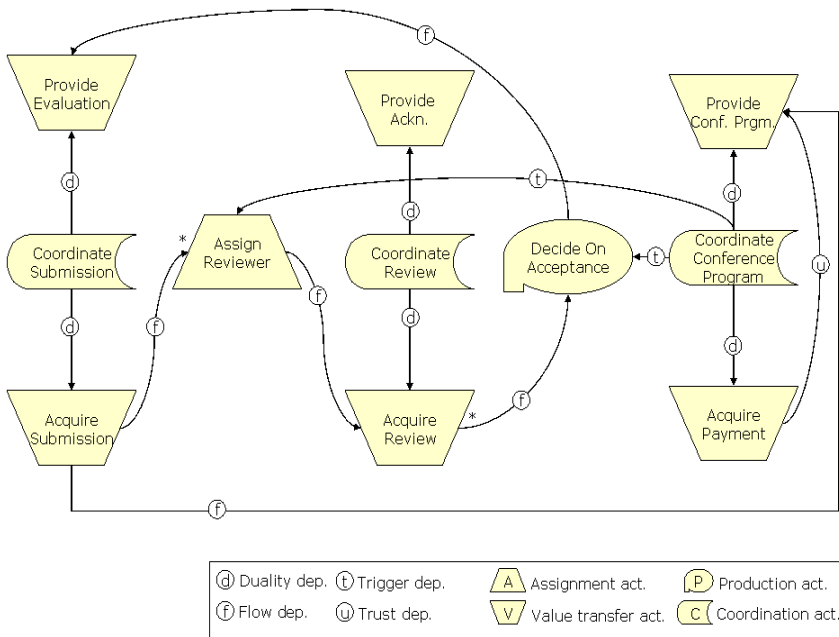 f
Provide
Evaluation
Provide
Ackn.
Provide
Conf. Prgm.
d
d
t
d
*
Coordinate
Submission
Assign
Reviewer
Coordinate
Review
Decide On
Acceptance
t
Coordinate
Conference
Program
u
f
f
d
d
d
f
Acquire
Submission
Acquire
Review
*
Acquire
Payment
f
d Duality dep.
t Trigger dep.
A Assignment act.
P Production act.
f Flow dep.
u Trust dep.
V Value transfer act.
C Coordination act.